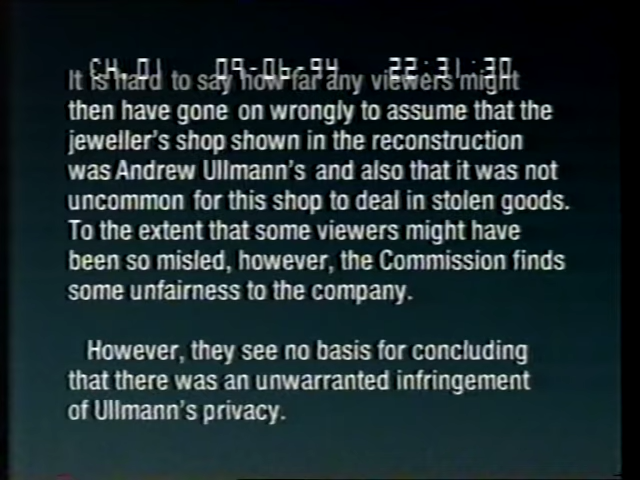 CH.01 09-06-94 22:31:30
It is hard to say how far any viewers might
then have gone on wrongly to assume that the
jeweller's shop shown in the reconstruction
was Andrew Ullmann's and also that it was not
uncommon for this shop to deal in stolen goods.
To the extent that some viewers might have
been so misled, however, the Commission finds
some unfairness to the company.
However, they see no basis for concluding
that there was an unwarranted infringement
of Ullmann's privacy.